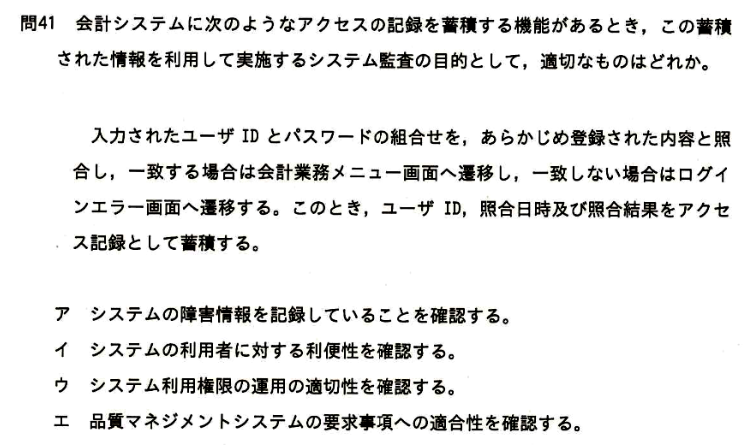 問41 会計システムに次のようなアクセスの記録を蓄積する機能があるとき，この蓄積
された情報を利用して実施するシステム監査の目的として，適切なものはどれか。
入力されたユーザ ID とパスワードの組合せを，あらかじめ登録された内容と照
合し，一致する場合は会計業務メニュー画面へ遷移し，一致しない場合はログイ
ンエラー画面へ遷移する。このとき，ユーザ ID，照合日時及び照合結果をアクセ
ス記録として蓄積する。
ア システムの障害情報を記録していることを確認する。
イ システムの利用者に対する利便性を確認する。
ウ システム利用権限の運用の適切性を確認する。
エ 品質マネジメントシステムの要求事項への適合性を確認する。